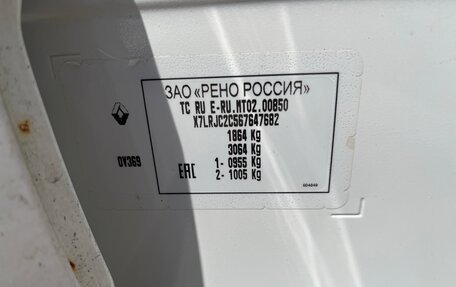 ЗАО «РЕНО РОССИЯ»
TC RU E-RU.MT02.00850
X7LRJC2C567647682
1864 Kg
3064 Kg
0V369
EAC
1- 0955 Kg
2- 1005 Kg